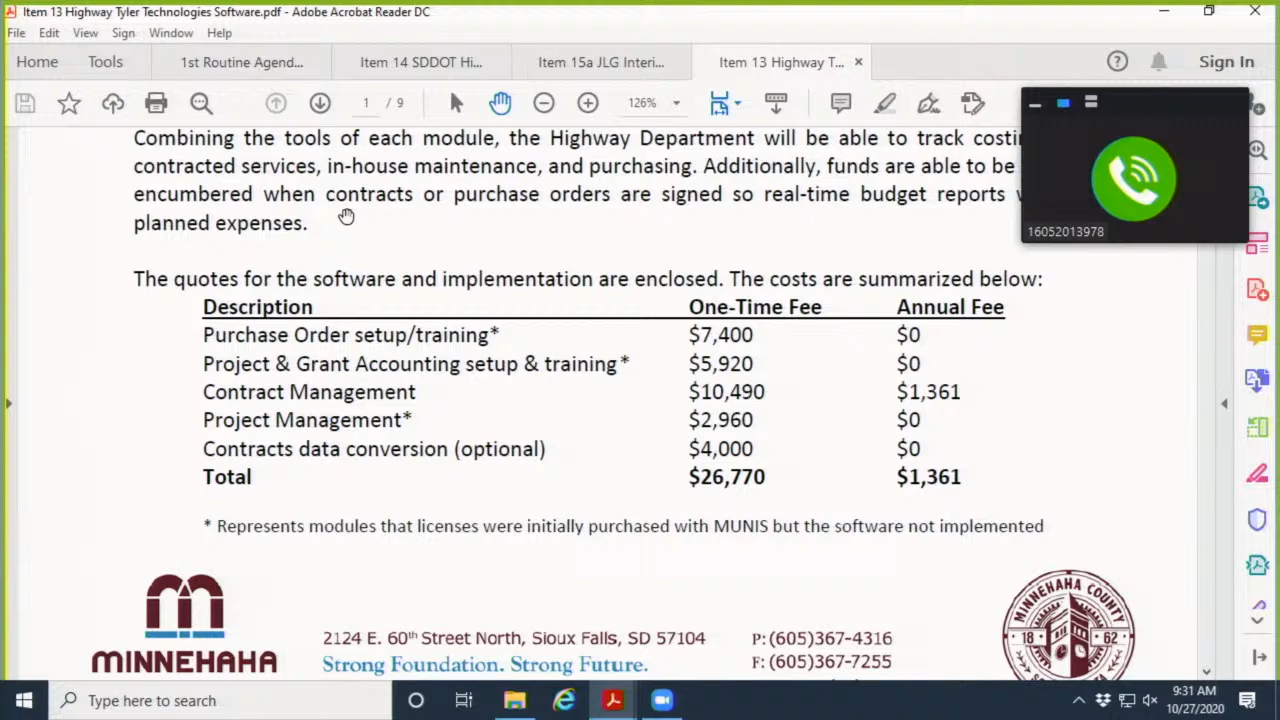 Item 13 Highway Tyler Technologies Software.pdf - Adobe Acrobat Reader DC
File Edit View Sign Window Help
Home Tools 1st Routine Agend... Item 14 SDDOT Hi... Item 15a JLG Interi... Item 13 Highway T... Sign In
1 / 9 126%
Combining the tools of each module, the Highway Department will be able to track costin
contracted services, in-house maintenance, and purchasing. Additionally, funds are able to be
encumbered when contracts or purchase orders are signed so real-time budget reports
planned expenses.
16052013978
The quotes for the software and implementation are enclosed. The costs are summarized below:
Description One-Time Fee Annual Fee
Purchase Order setup/training* $7,400 $0
Project & Grant Accounting setup & training* $5,920 $0
Contract Management $10,490 $1,361
Project Management* $2,960 $0
Contracts data conversion (optional) $4,000 $0
Total $26,770 $1,361
* Represents modules that licenses were initially purchased with MUNIS but the software not implemented
MINNEHAHA
2124 E. 60th Street North, Sioux Falls, SD 57104 P: (605)367-4316
Strong Foundation. Strong Future. F: (605)367-7255
MINNEHAHA COUNTY
18 62
Type here to search
9:31 AM
10/27/2020